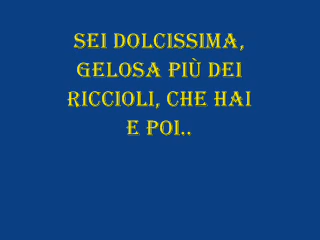 SEI DOLCISSIMA,
GELOSA PIÙ DEI
RICCIOLI, CHE HAI
E POI..